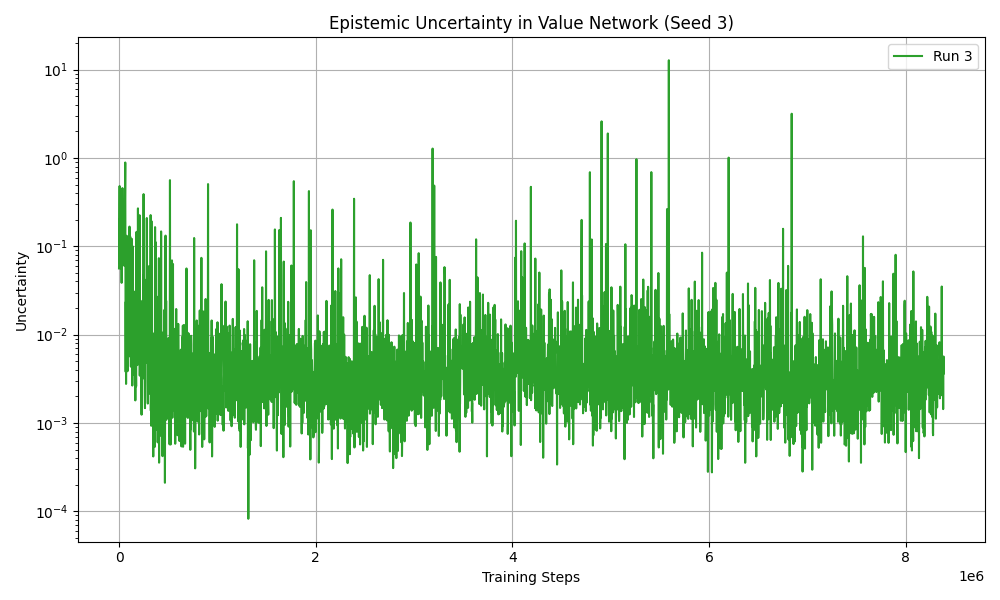 Epistemic Uncertainty in Value Network (Seed 3)
Run 3
10¹
10⁰
10⁻¹
10⁻²
10⁻³
10⁻⁴
Uncertainty
0 2 4 6 8
1e6
Training Steps